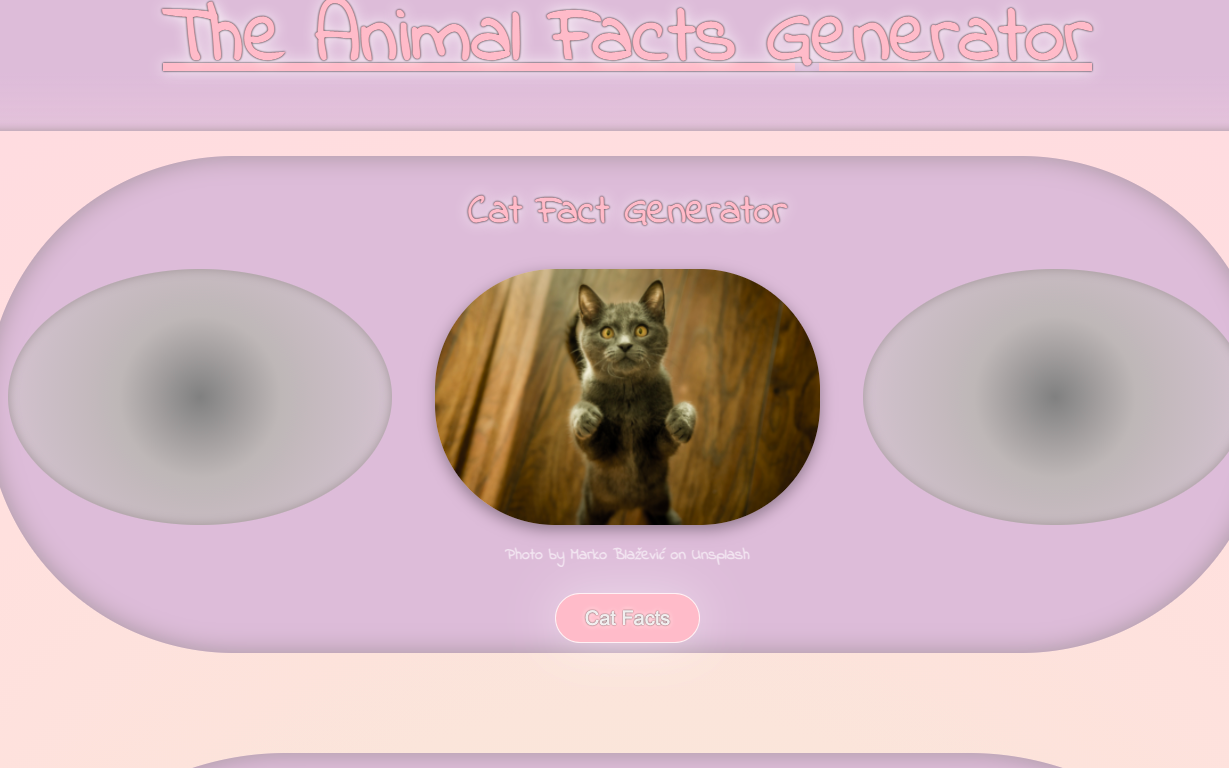 The Animal Facts Generator
Cat Fact Generator
Photo by Marko Blažević on Unsplash
Cat Facts